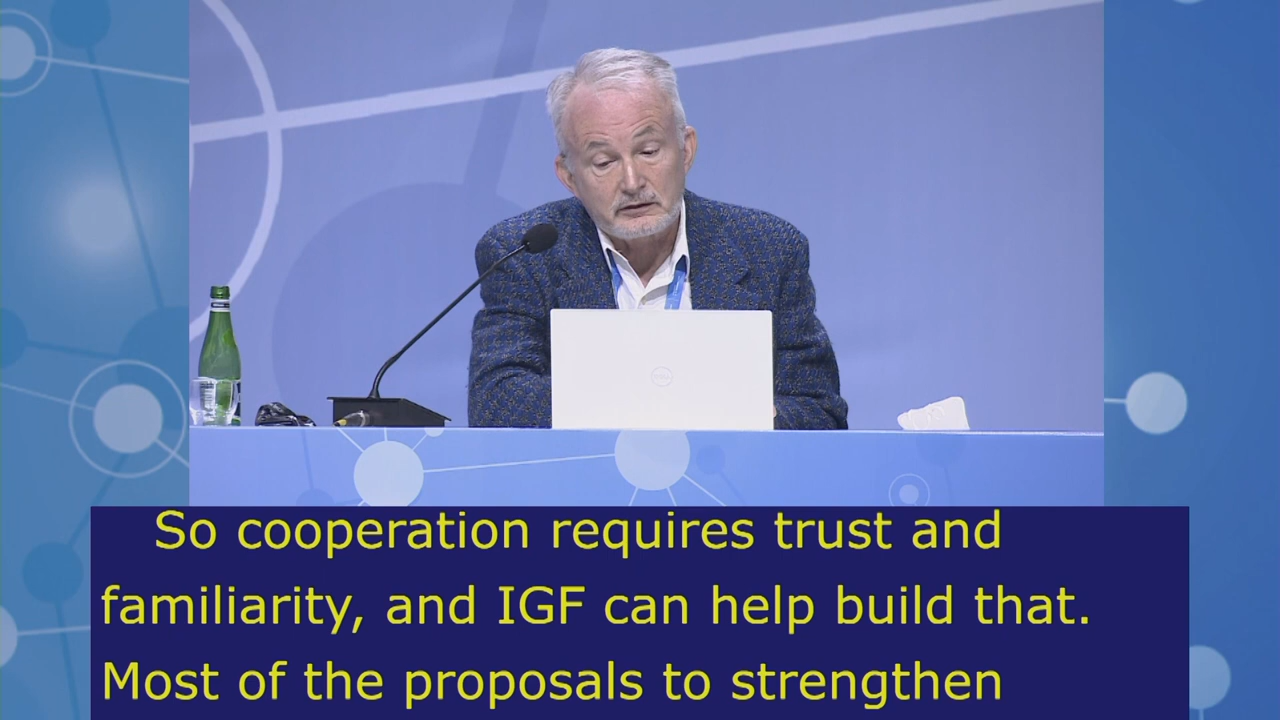 So cooperation requires trust and
familiarity, and IGF can help build that.
Most of the proposals to strengthen